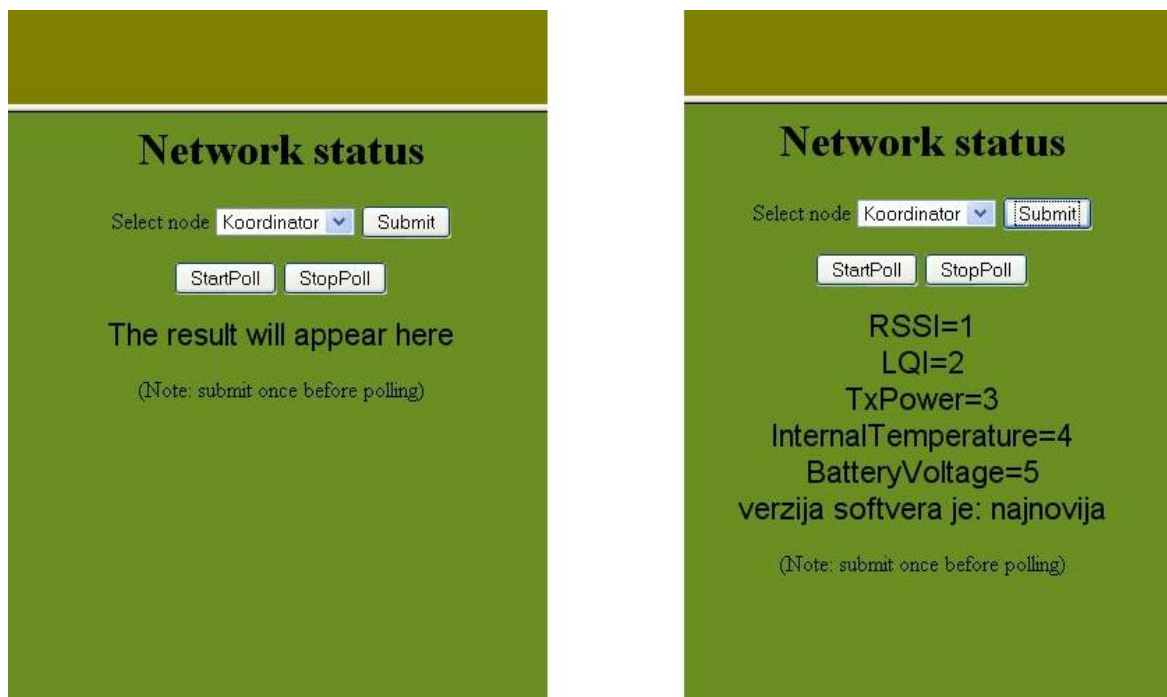 Network status
Select node Koordinator Submit
StartPoll StopPoll
The result will appear here
(Note: submit once before polling)
Network status
Select node Koordinator Submit
StartPoll StopPoll
RSSI=1
LQI=2
TxPower=3
InternalTemperature=4
BatteryVoltage=5
verzija softvera je: najnovija
(Note: submit once before polling)